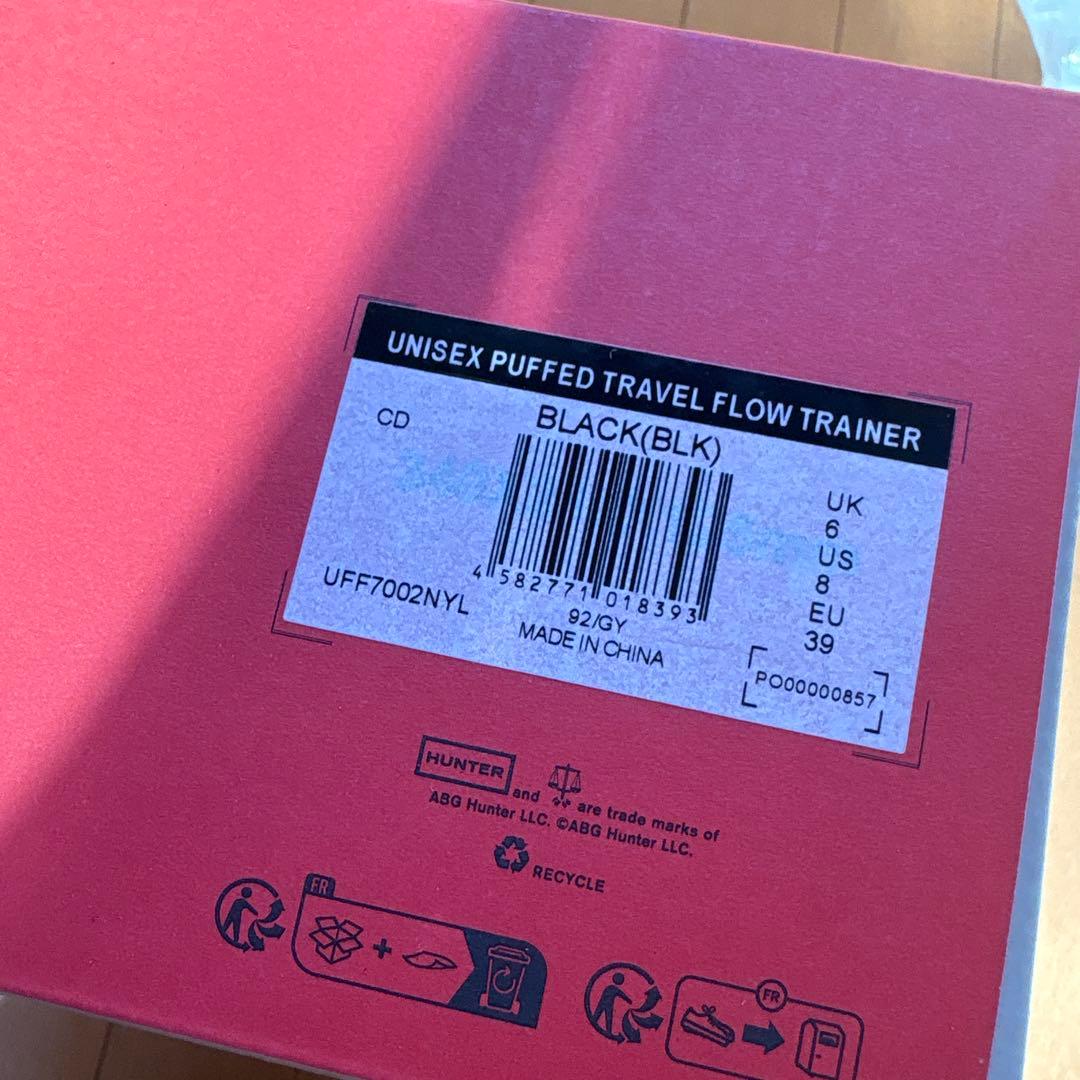 UNISEX PUFFED TRAVEL FLOW TRAINER
CD
BLACK(BLK)
UK
6
US
8
EU
39
4 582771 018393
UFF7002NYL
92/GY
MADE IN CHINA
PO00000857
HUNTER and are trade marks of
ABG Hunter LLC. ©ABG Hunter LLC.
RECYCLE
FR
FR